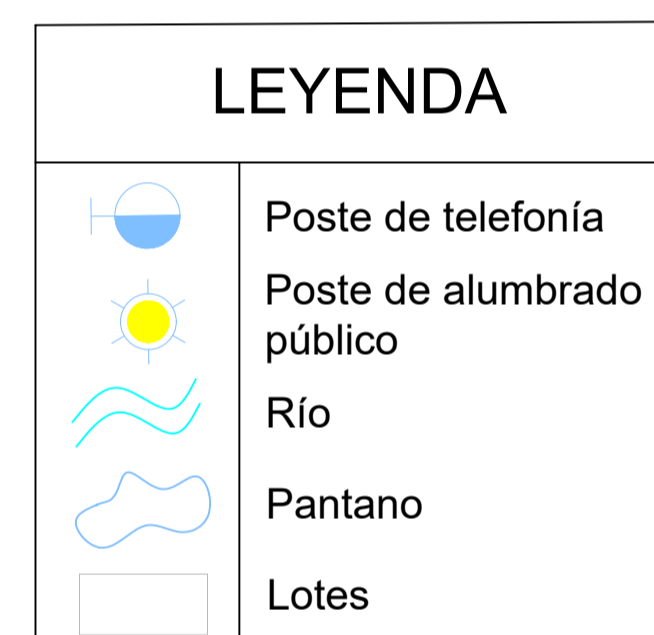 LEYENDA
Poste de telefonía
Poste de alumbrado
público
Río
Pantano
Lotes